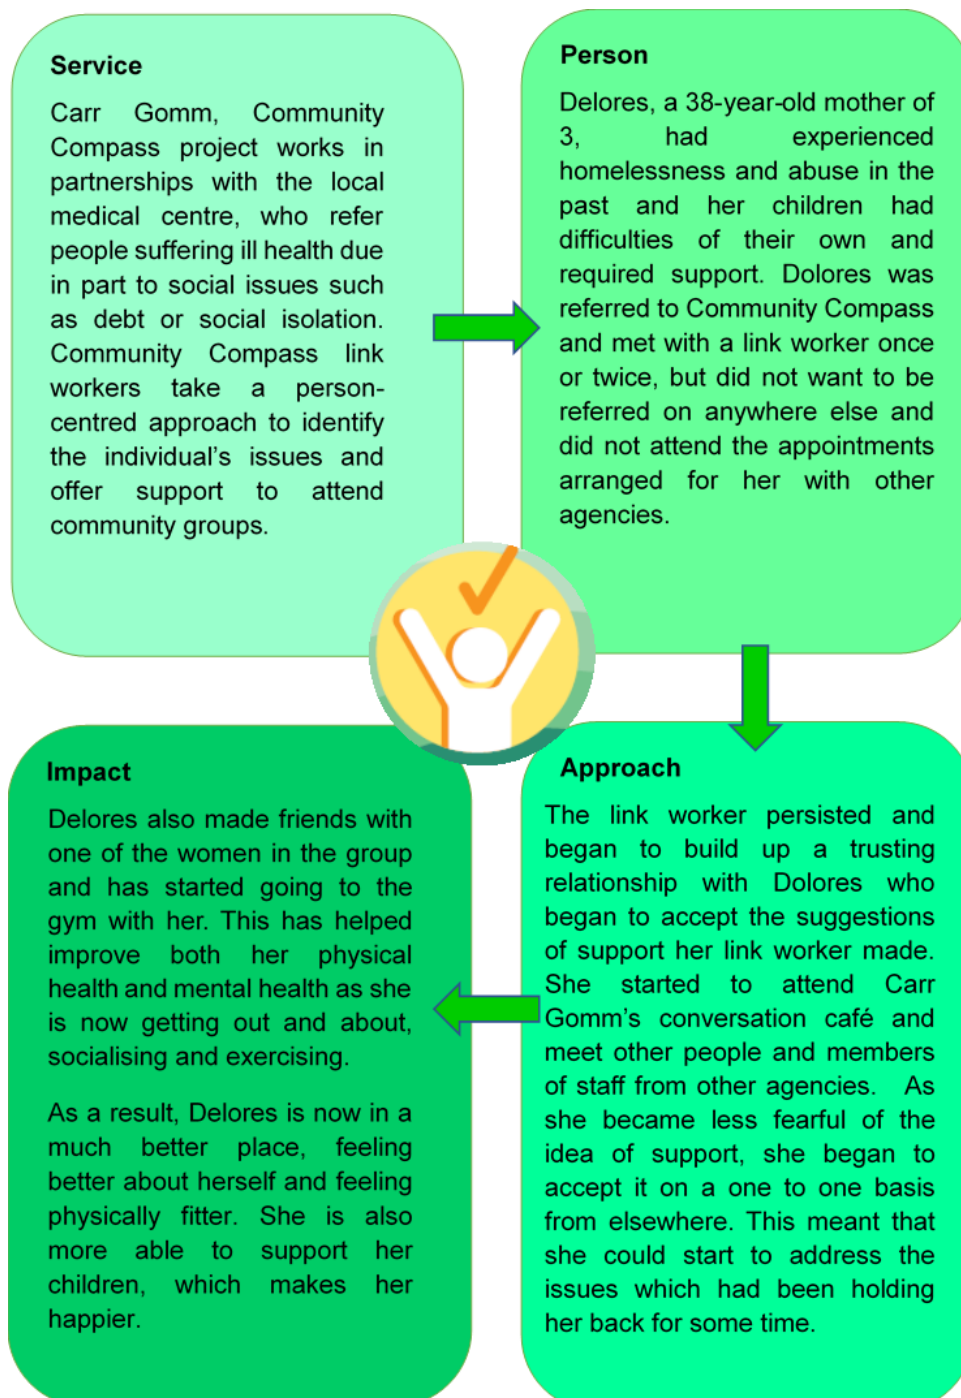 Service
Carr Gomm, Community
Compass project works in
partnerships with the local
medical centre, who refer
people suffering ill health due
in part to social issues such
as debt or social isolation.
Community Compass link
workers take a person-
centred approach to identify
the individual’s issues and
offer support to attend
community groups.
Person
Delores, a 38-year-old mother of
3, had experienced
homelessness and abuse in the
past and her children had
difficulties of their own and
required support. Dolores was
referred to Community Compass
and met with a link worker once
or twice, but did not want to be
referred on anywhere else and
did not attend the appointments
arranged for her with other
agencies.
Approach
The link worker persisted and
began to build up a trusting
relationship with Dolores who
began to accept the suggestions
of support her link worker made.
She started to attend Carr
Gomm’s conversation café and
meet other people and members
of staff from other agencies. As
she became less fearful of the
idea of support, she began to
accept it on a one to one basis
from elsewhere. This meant that
she could start to address the
issues which had been holding
her back for some time.
Impact
Delores also made friends with
one of the women in the group
and has started going to the
gym with her. This has helped
improve both her physical
health and mental health as she
is now getting out and about,
socialising and exercising.
As a result, Delores is now in a
much better place, feeling
better about herself and feeling
physically fitter. She is also
more able to support her
children, which makes her
happier.